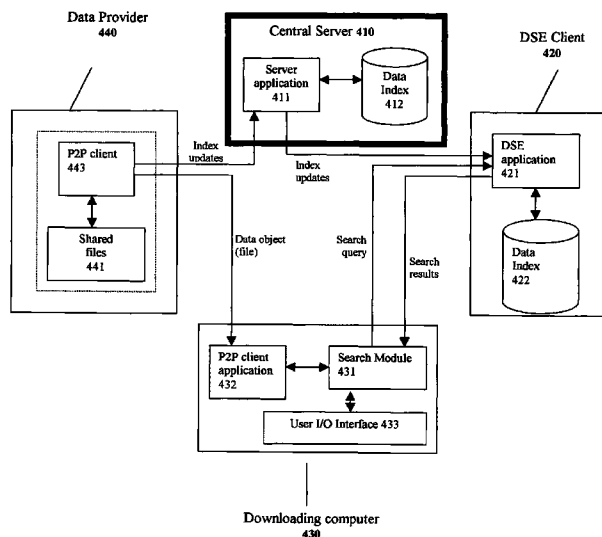 Data Provider
440
Central Server 410
Server
application
411
Data
Index
412
DSE Client
420
P2P client
443
Shared
files
441
Index
updates
Index
updates
DSE
application
421
Data
Index
422
Data object
(file)
Search
query
Search
results
P2P client
application
432
Search Module
431
User I/O Interface 433
Downloading computer
430